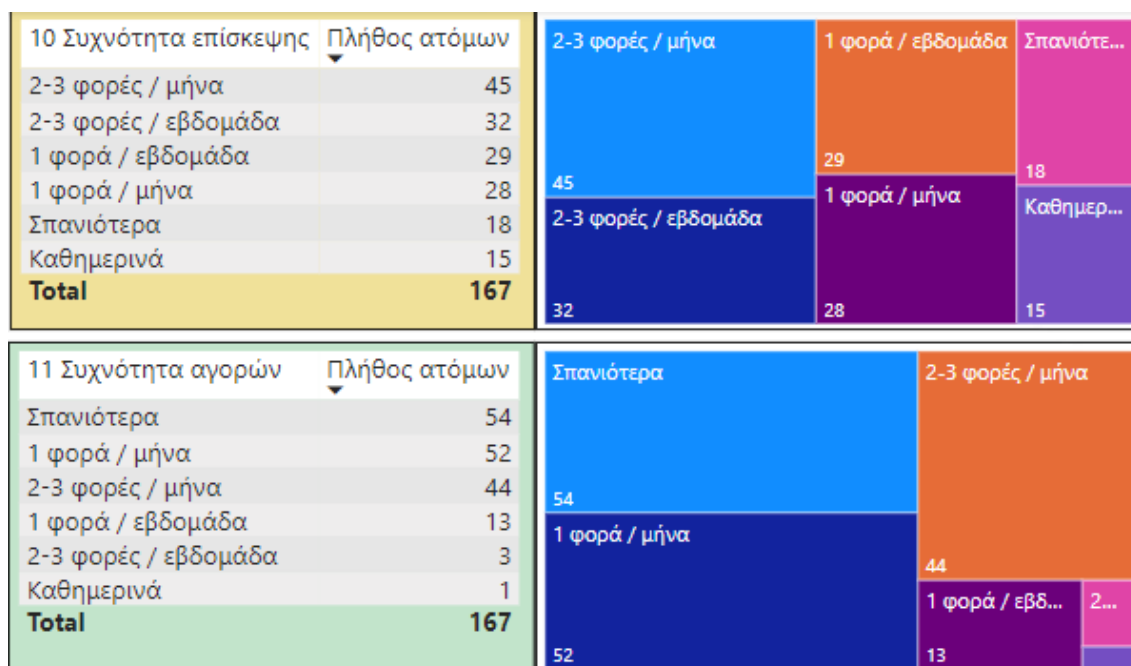 10 Συχνότητα επίσκεψης Πλήθος ατόμων
2-3 φορές / μήνα 45
2-3 φορές / εβδομάδα 32
1 φορά / εβδομάδα 29
1 φορά / μήνα 28
Σπανιότερα 18
Καθημερινά 15
Total 167
2-3 φορές / μήνα
45
2-3 φορές / εβδομάδα
32
1 φορά / εβδομάδα
29
1 φορά / μήνα
28
Σπανιότε...
18
Καθημερ...
15
11 Συχνότητα αγορών Πλήθος ατόμων
Σπανιότερα 54
1 φορά / μήνα 52
2-3 φορές / μήνα 44
1 φορά / εβδομάδα 13
2-3 φορές / εβδομάδα 3
Καθημερινά 1
Total 167
Σπανιότερα
54
1 φορά / μήνα
52
2-3 φορές / μήνα
44
1 φορά / εβδ...
13
2...